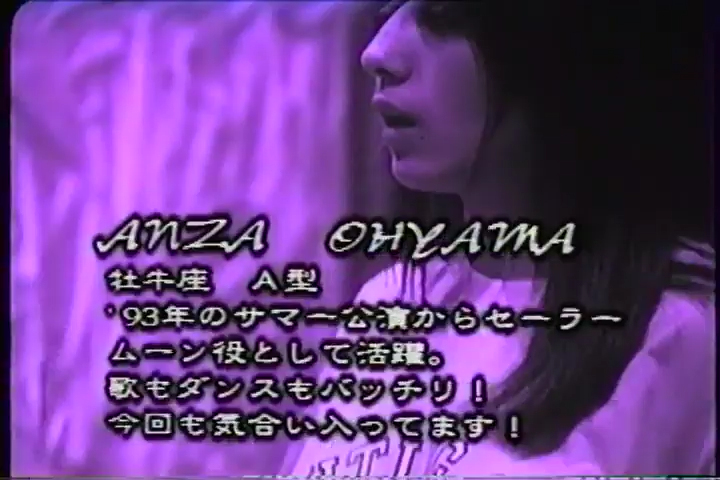 ANZA OHYAMA
牡牛座 A型
'93年のサマー公演からセーラー
ムーン役として活躍。
歌もダンスもバッチリ！
今回も気合い入ってます！